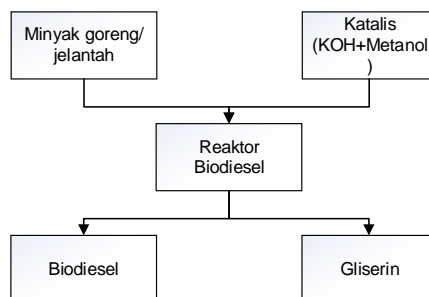 Minyak goreng/
jelantah
Katalis
(KOH+Metanol
)
Reaktor
Biodiesel
Biodiesel
Gliserin